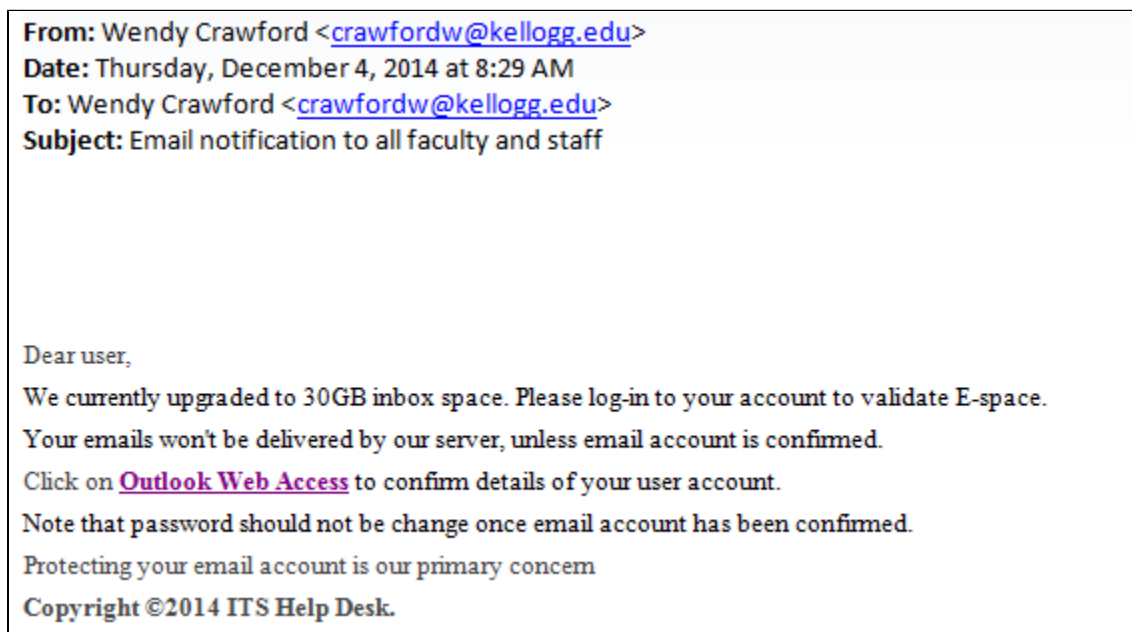 From: Wendy Crawford <crawfordw@kellogg.edu>
Date: Thursday, December 4, 2014 at 8:29 AM
To: Wendy Crawford <crawfordw@kellogg.edu>
Subject: Email notification to all faculty and staff
Dear user,
We currently upgraded to 30GB inbox space. Please log-in to your account to validate E-space.
Your emails won't be delivered by our server, unless email account is confirmed.
Click on Outlook Web Access to confirm details of your user account.
Note that password should not be change once email account has been confirmed.
Protecting your email account is our primary concern
Copyright ©2014 ITS Help Desk.